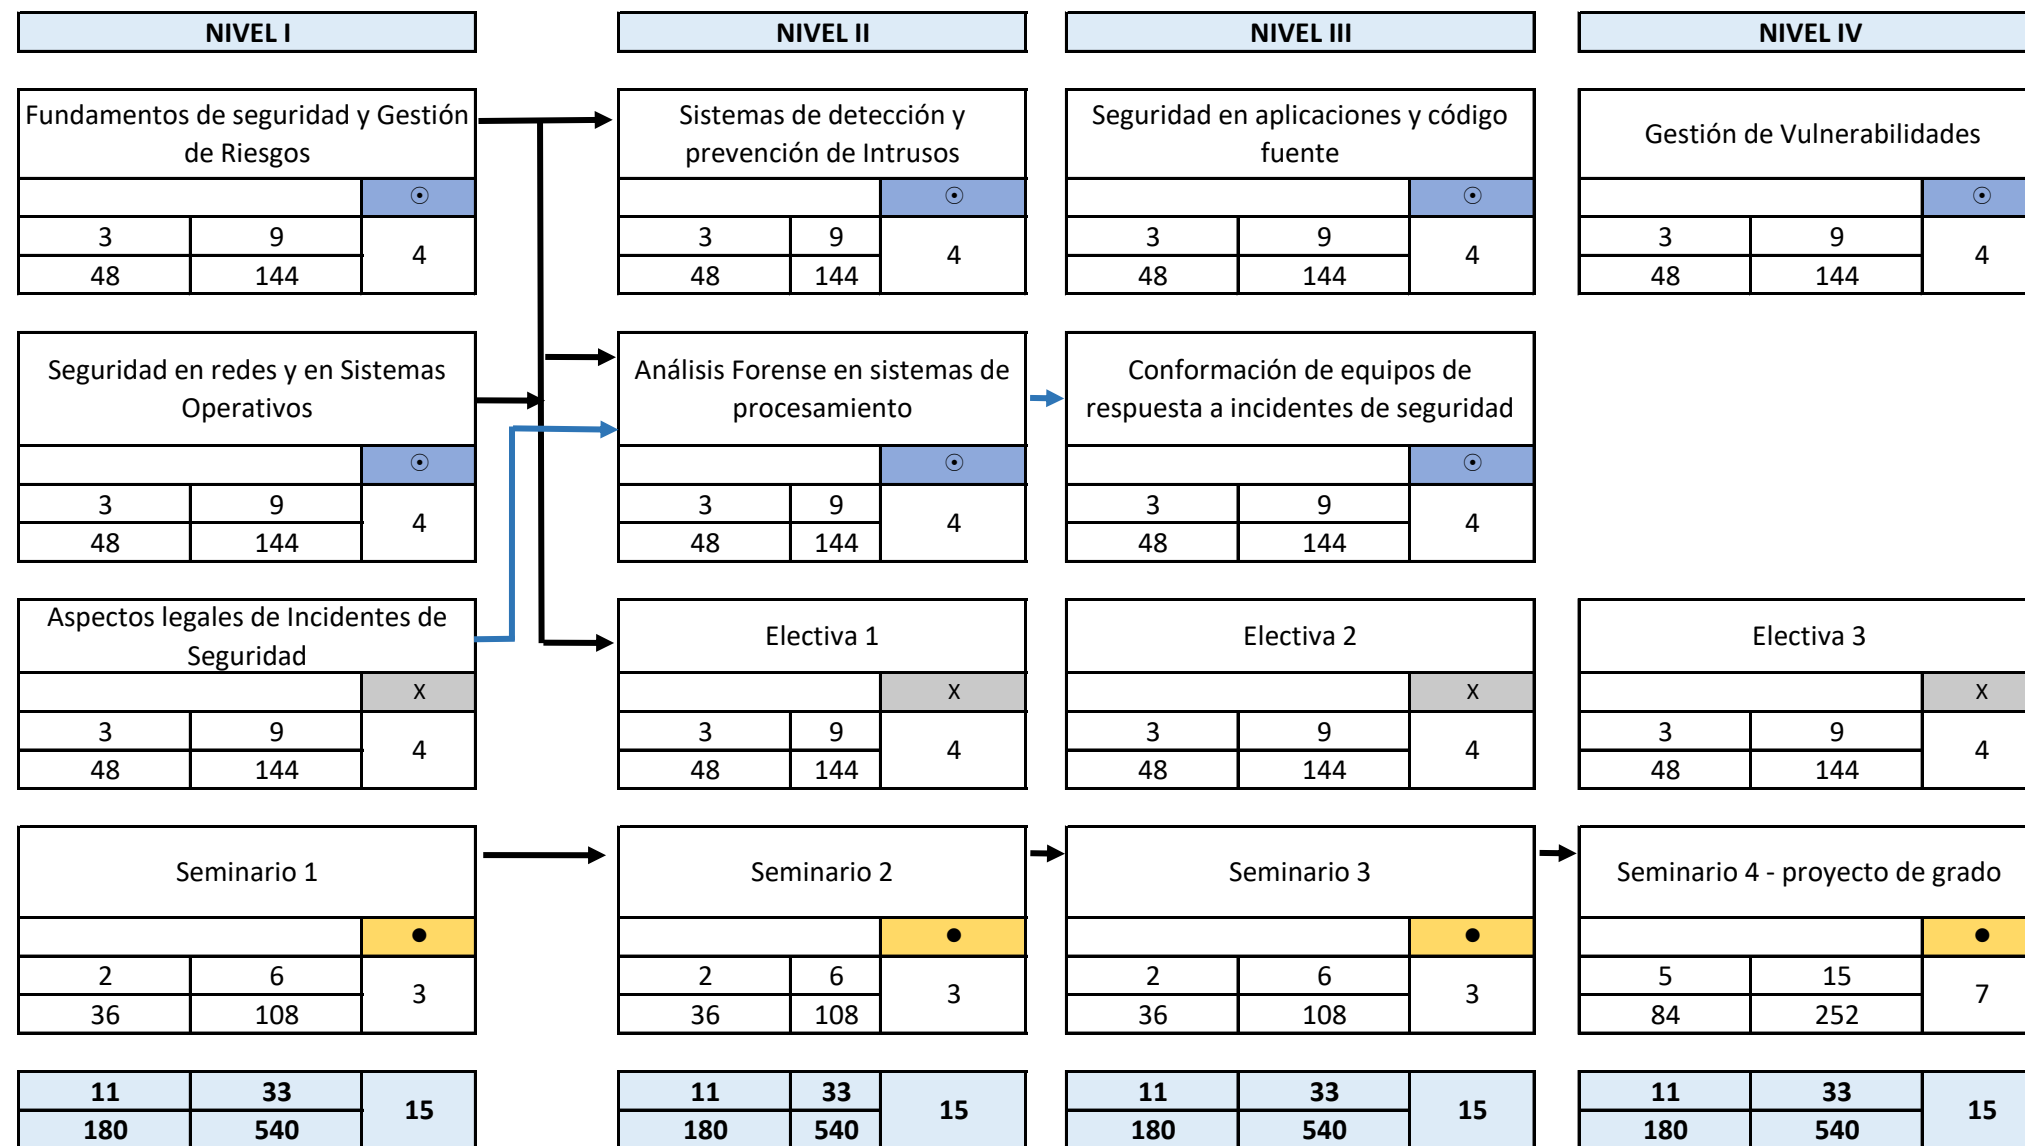 NIVEL I
NIVEL II
NIVEL III
NIVEL IV
Fundamentos de seguridad y Gestión
de Riesgos
⊙
3 9
4
48 144
Sistemas de detección y
prevención de Intrusos
⊙
3 9
4
48 144
Seguridad en aplicaciones y código
fuente
⊙
3 9
4
48 144
Gestión de Vulnerabilidades
⊙
3 9
4
48 144
Seguridad en redes y en Sistemas
Operativos
⊙
3 9
4
48 144
Análisis Forense en sistemas de
procesamiento
⊙
3 9
4
48 144
Conformación de equipos de
respuesta a incidentes de seguridad
⊙
3 9
4
48 144
Aspectos legales de Incidentes de
Seguridad
X
3 9
4
48 144
Electiva 1
X
3 9
4
48 144
Electiva 2
X
3 9
4
48 144
Electiva 3
X
3 9
4
48 144
Seminario 1
●
2 6
3
36 108
Seminario 2
●
2 6
3
36 108
Seminario 3
●
2 6
3
36 108
Seminario 4 - proyecto de grado
●
5 15
7
84 252
11 33
15
180 540
11 33
15
180 540
11 33
15
180 540
11 33
15
180 540